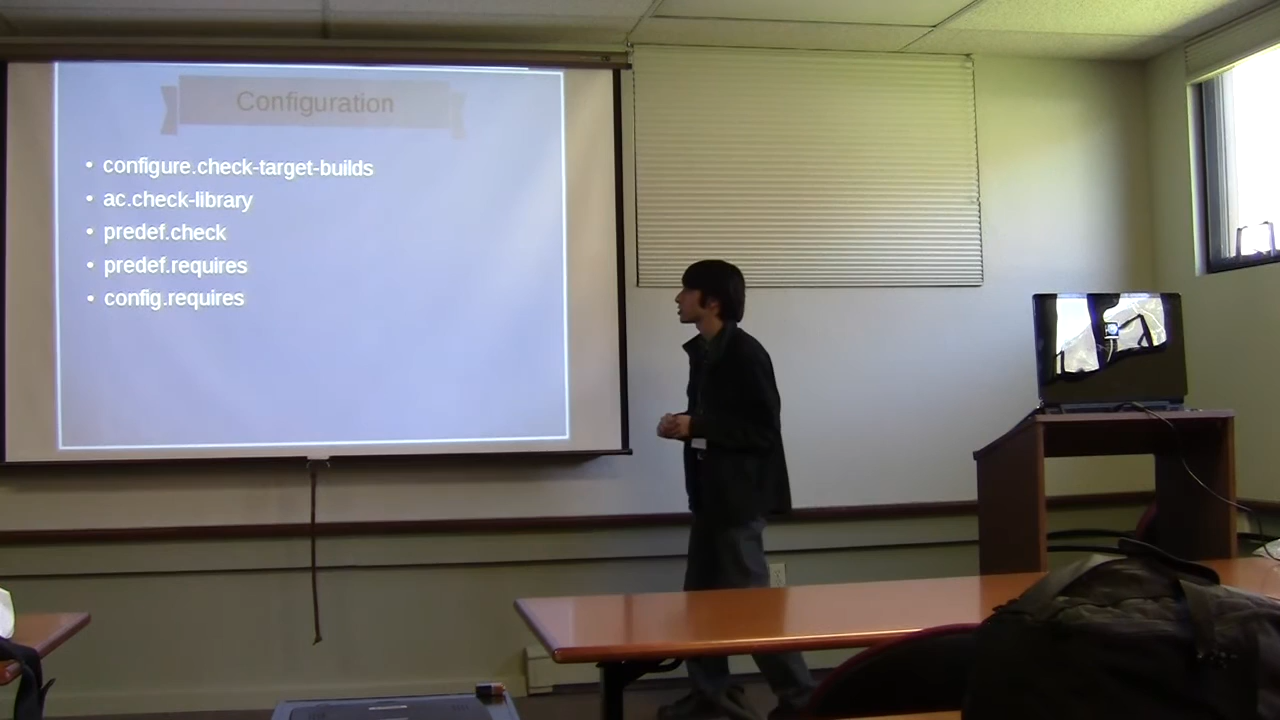 Configuration
• configure.check-target-builds
• ac.check-library
• predef.check
• predef.requires
• config.requires